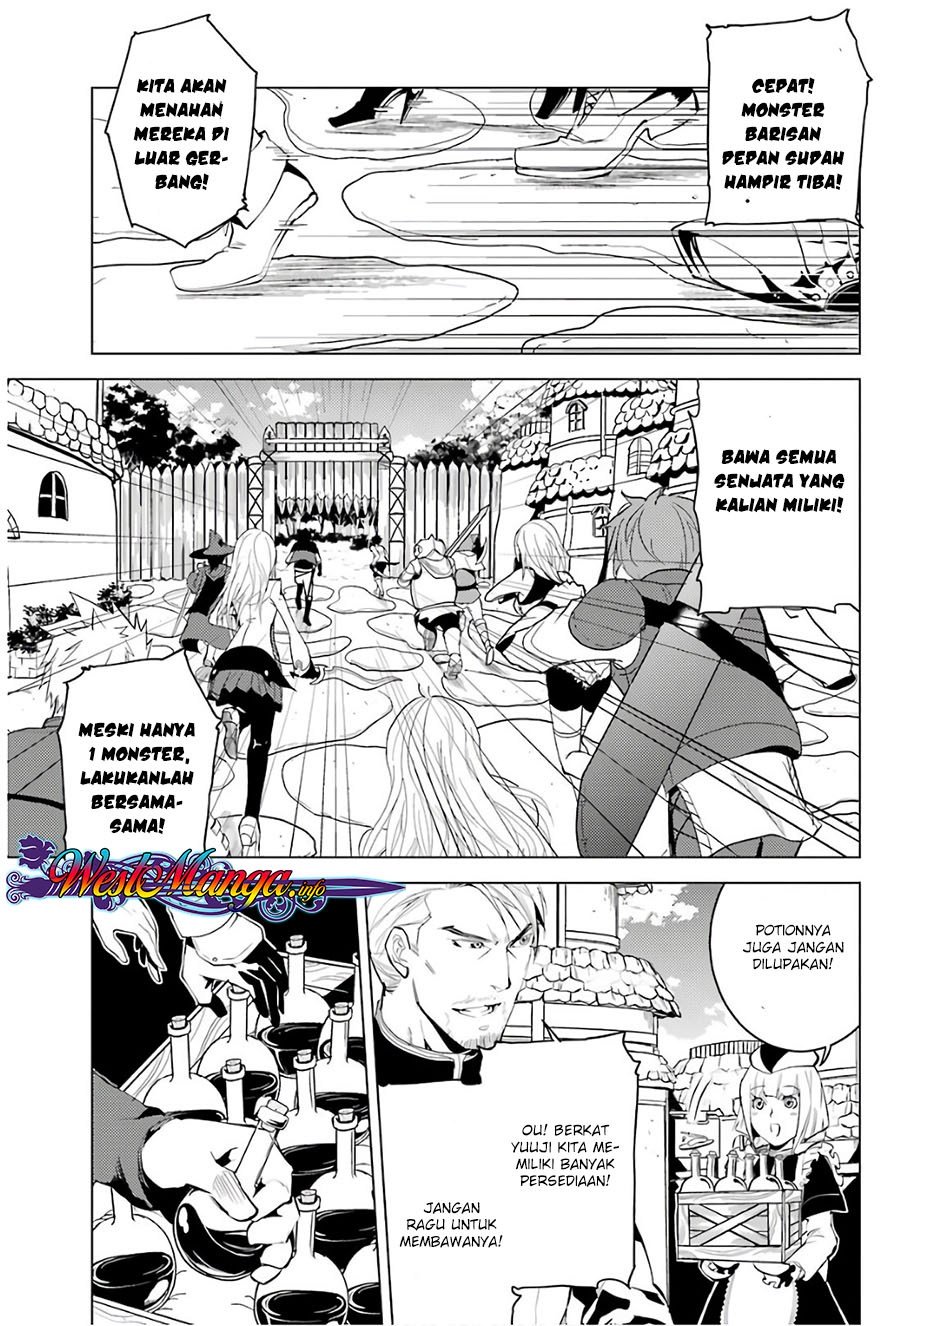 CEPAT!
MONSTER
BARISAN
DEPAN SUDAH
HAMPIR TIBA!
KITA AKAN
MENAHAN
MEREKA DI
LUAR GER-
BANG!
BAWA SEMUA
SENJATA YANG
KALIAN MILIKI!
MESKI HANYA
1 MONSTER,
LAKUKANLAH
BERSAMA-
SAMA!
WestManga.info
POTIONNYA
JUGA JANGAN
DILUPAKAN!
OU! BERKAT
YUUJI KITA ME-
MILIKI BANYAK
PERSEDIAAN!
JANGAN
RAGU UNTUK
MEMBAWANYA!